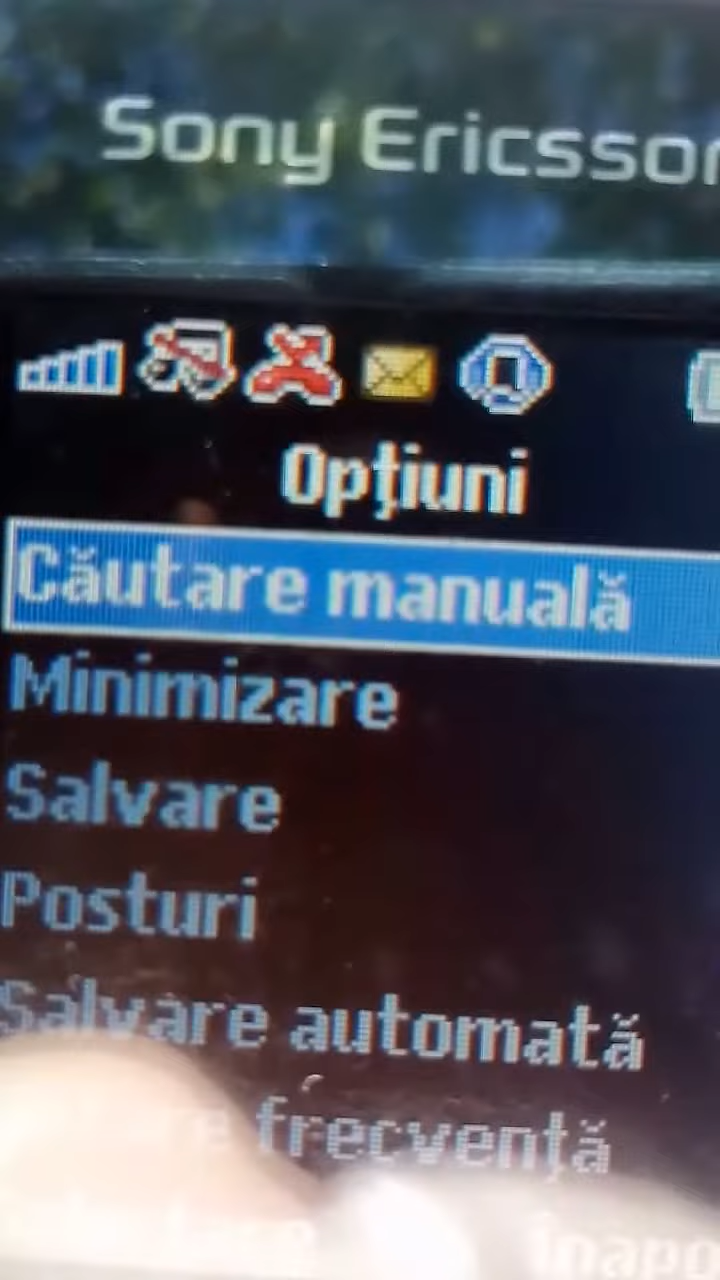 Sony Ericsson
Opţiuni
Căutare manuală
Minimizare
Salvare
Posturi
Salvare automată
frecvenţă